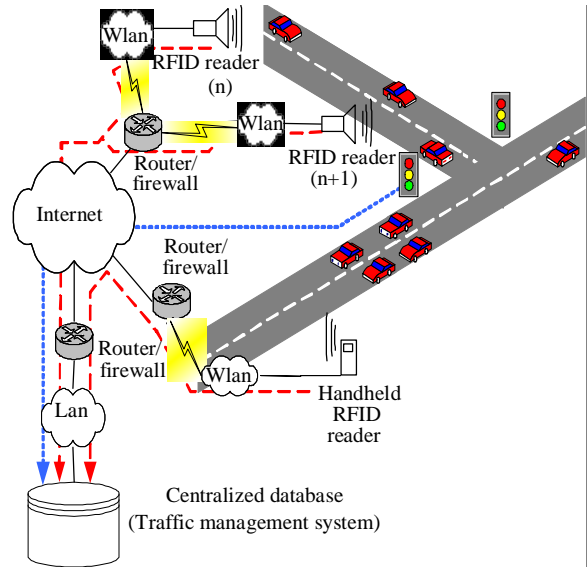 Wlan
RFID reader
(n)
Wlan
Router/
firewall
RFID reader
(n+1)
Internet
Router/
firewall
Router/
firewall
Wlan
Lan
Handheld
RFID
reader
Centralized database
(Traffic management system)